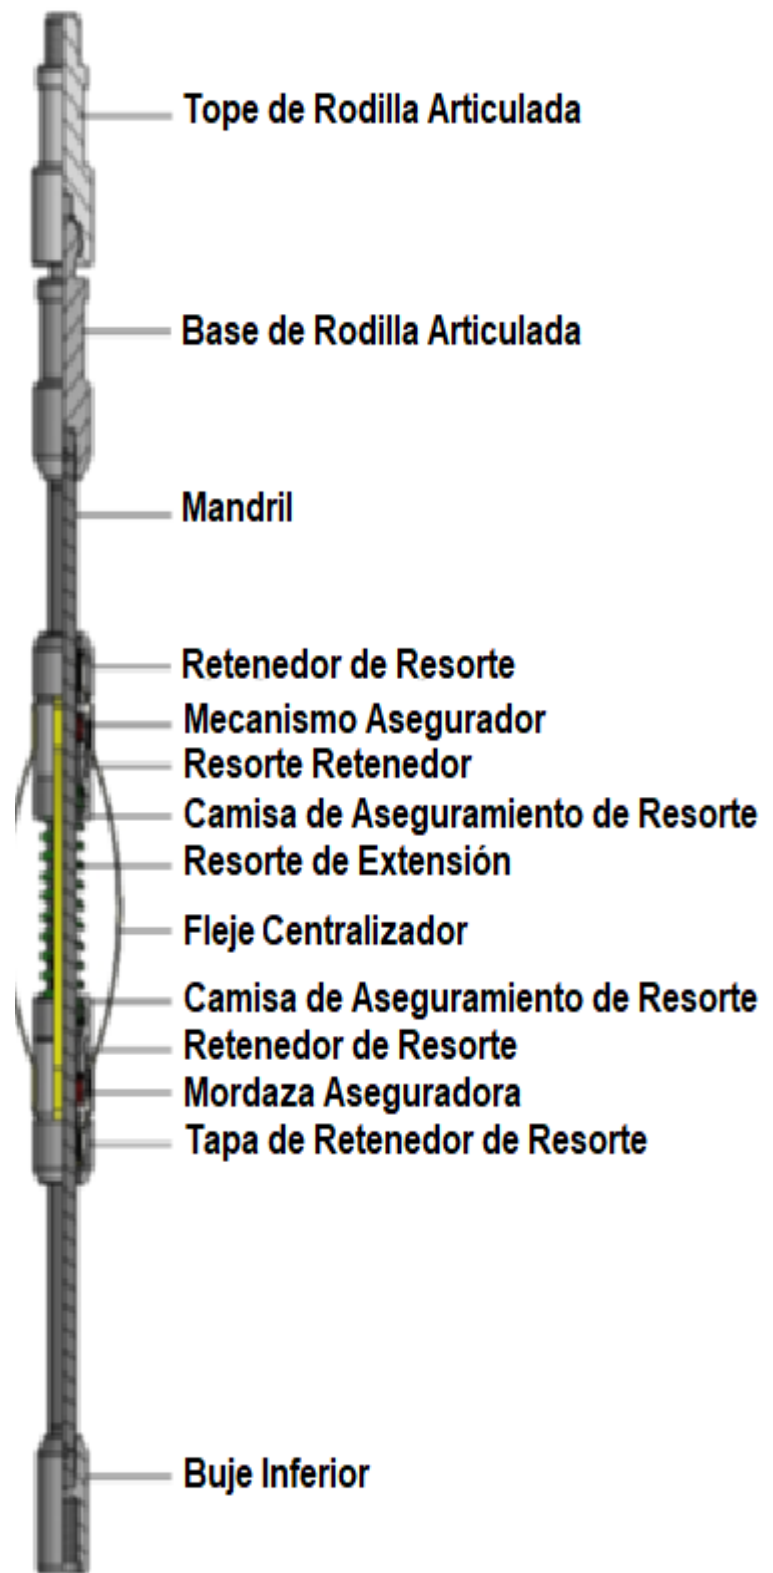 Tope de Rodilla Articulada
Base de Rodilla Articulada
Mandril
Retenedor de Resorte
Mecanismo Asegurador
Resorte Retenedor
Camisa de Aseguramiento de Resorte
Resorte de Extensión
Fleje Centralizador
Camisa de Aseguramiento de Resorte
Retenedor de Resorte
Mordaza Aseguradora
Tapa de Retenedor de Resorte
Buje Inferior